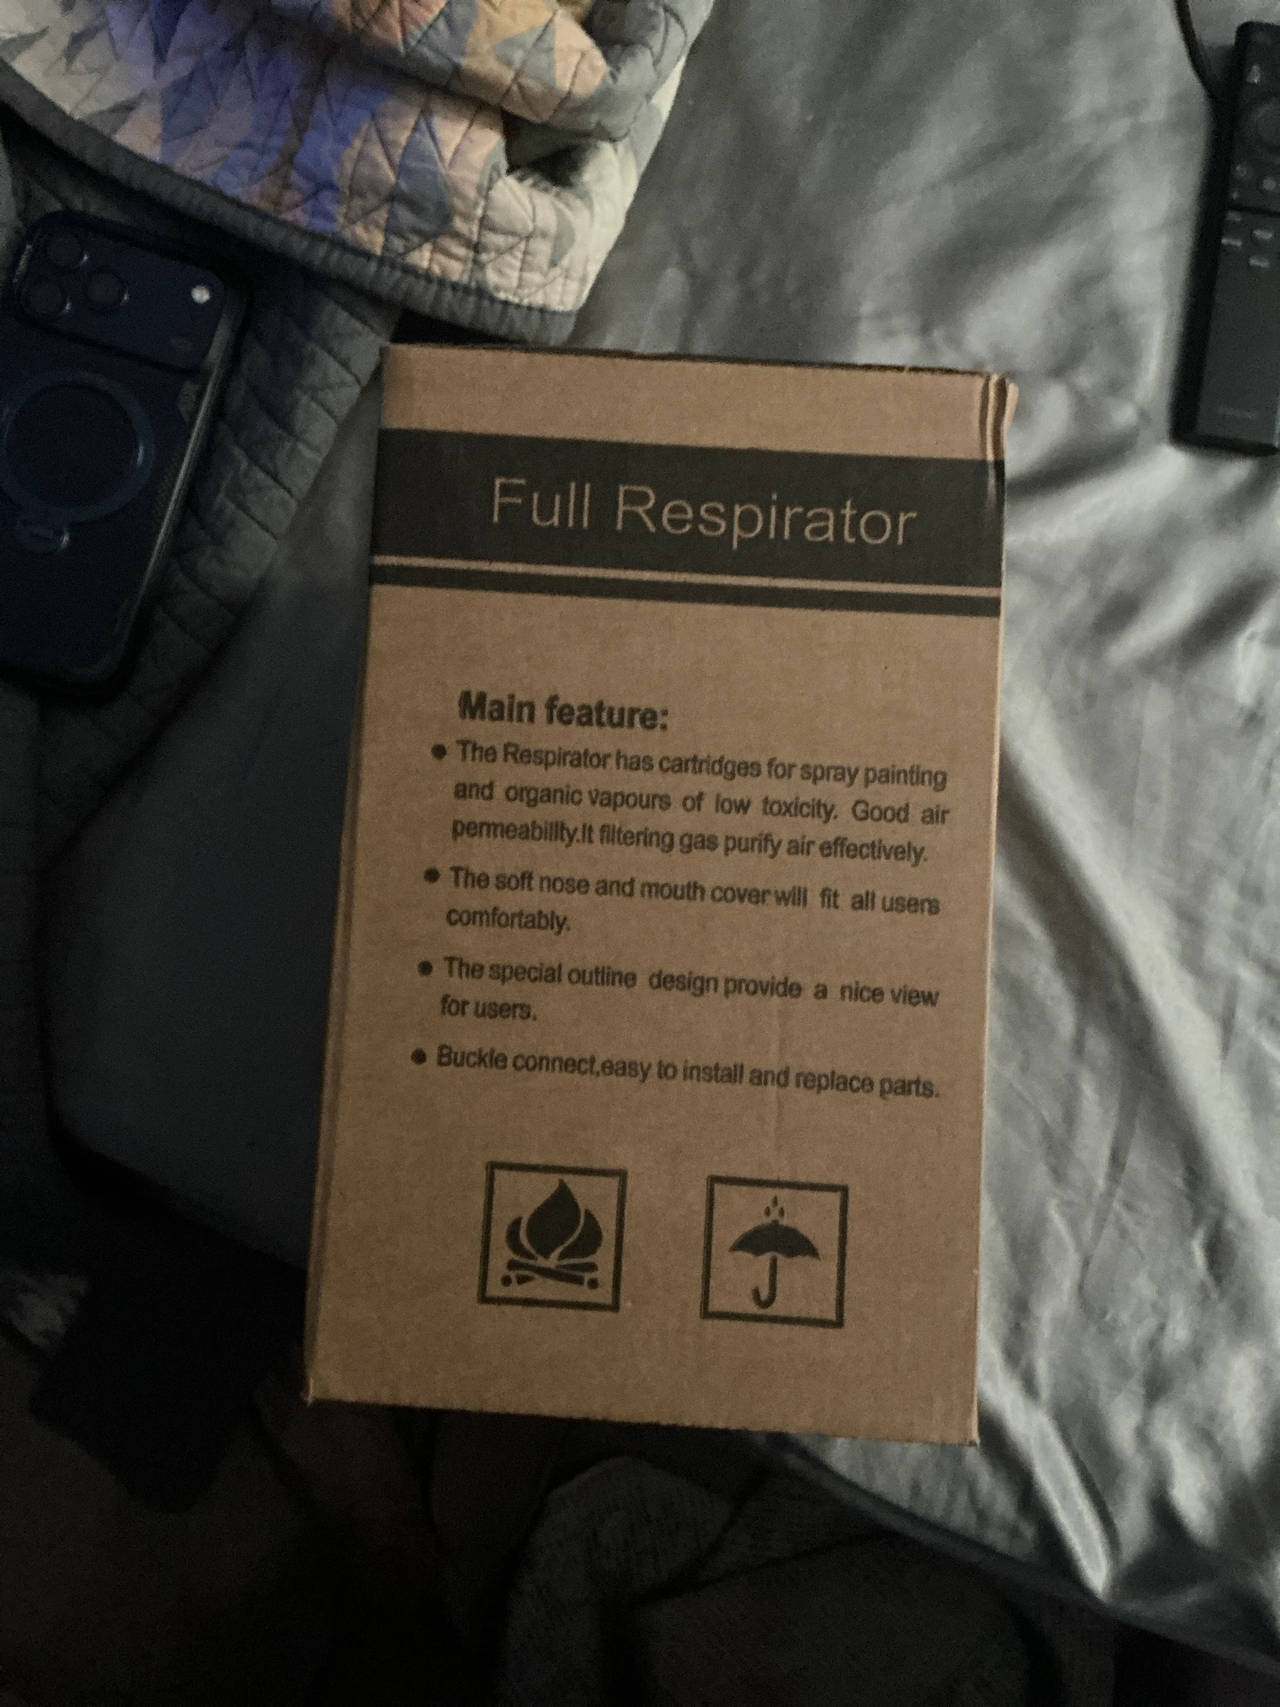 Full Respirator
Main feature:
● The Respirator has cartridges for spray painting
and organic vapours of low toxicity. Good air
permeability.It filtering gas purify air effectively.
● The soft nose and mouth cover will fit all users
comfortably.
● The special outline design provide a nice view
for users.
● Buckle connect,easy to install and replace parts.